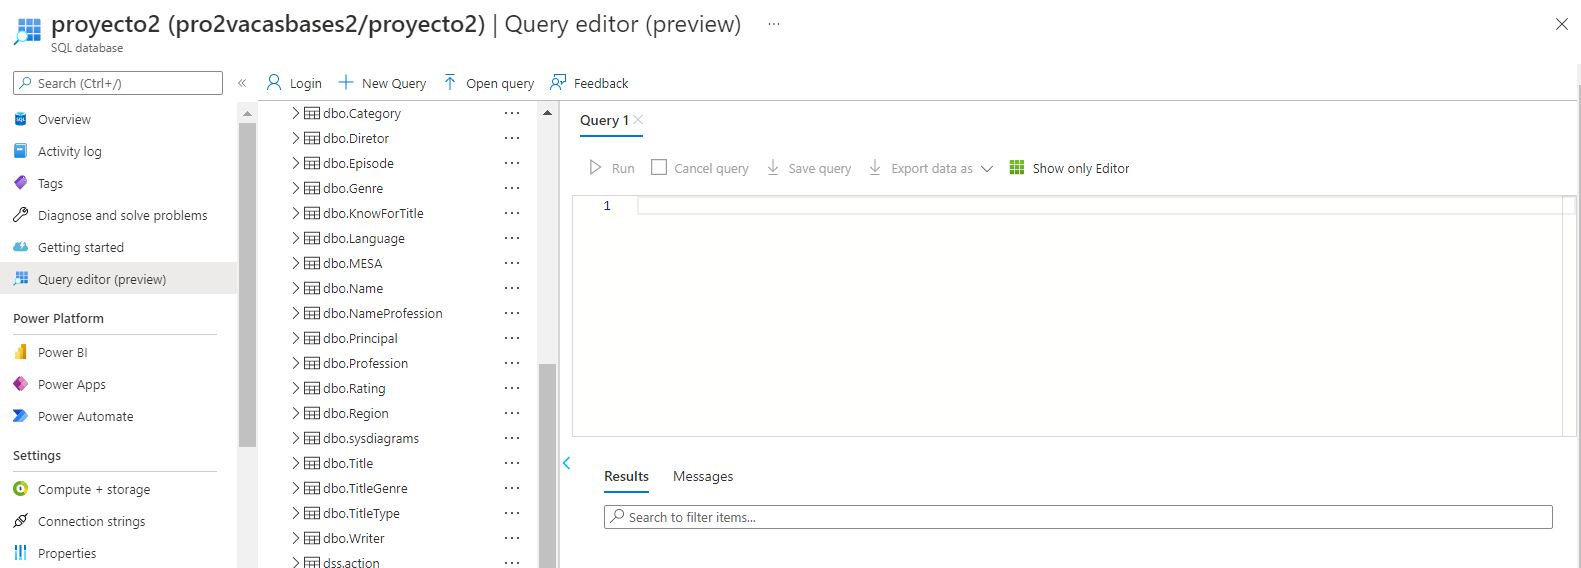 proyecto2 (pro2vacasbases2/proyecto2) | Query editor (preview) ...
SQL database
Search (Ctrl+/)
«
Overview
Activity log
Tags
Diagnose and solve problems
Getting started
Query editor (preview)
Power Platform
Power BI
Power Apps
Power Automate
Settings
Compute + storage
Connection strings
Properties
Login
New Query
Open query
Feedback
dbo.Category ...
dbo.Diretor ...
dbo.Episode ...
dbo.Genre ...
dbo.KnowForTitle ...
dbo.Language ...
dbo.MESA ...
dbo.Name ...
dbo.NameProfession ...
dbo.Principal ...
dbo.Profession ...
dbo.Rating ...
dbo.Region ...
dbo.sysdiagrams ...
dbo.Title ...
dbo.TitleGenre ...
dbo.TitleType ...
dbo.Writer ...
dss.action ...
Query 1
Run
Cancel query
Save query
Export data as
Show only Editor
1
Results
Messages
Search to filter items...